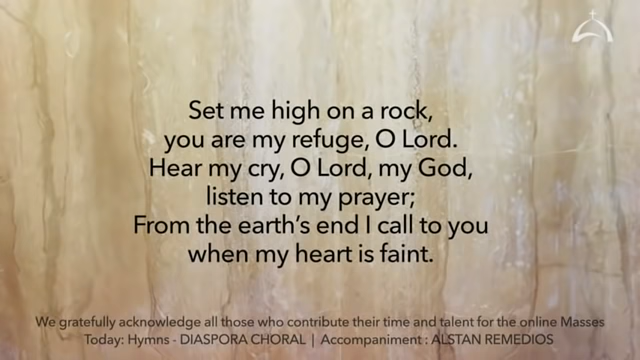 Set me high on a rock,
you are my refuge, O Lord.
Hear my cry, O Lord, my God,
listen to my prayer;
From the earth's end I call to you
when my heart is faint.
We gratefully acknowledge all those who contribute their time and talent for the online Masses
Today: Hymns - DIASPORA CHORAL | Accompaniment : ALSTAN REMEDIOS